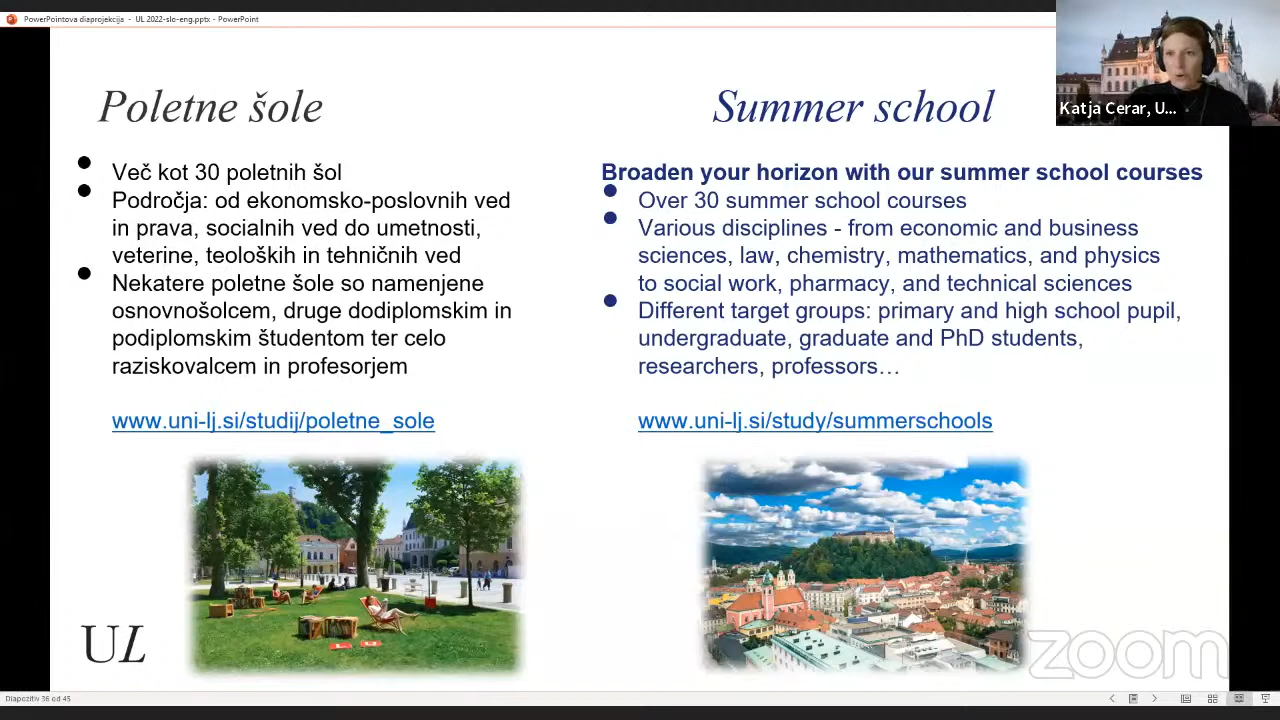 PowerPointova diaprojekcija - UL 2022-slo-eng.pptx - PowerPoint
Katja Cerar, U...
Poletne šole
Več kot 30 poletnih šol
Področja: od ekonomsko-poslovnih ved
in prava, socialnih ved do umetnosti,
veterine, teoloških in tehničnih ved
Nekatere poletne šole so namenjene
osnovnošolcem, druge dodiplomskim in
podiplomskim študentom ter celo
raziskovalcem in profesorjem
www.uni-lj.si/studij/poletne_sole
Summer school
Broaden your horizon with our summer school courses
Over 30 summer school courses
Various disciplines - from economic and business
sciences, law, chemistry, mathematics, and physics
to social work, pharmacy, and technical sciences
Different target groups: primary and high school pupil,
undergraduate, graduate and PhD students,
researchers, professors…
www.uni-lj.si/study/summerschools
UL
zoom
Diapozitiv 36 od 45